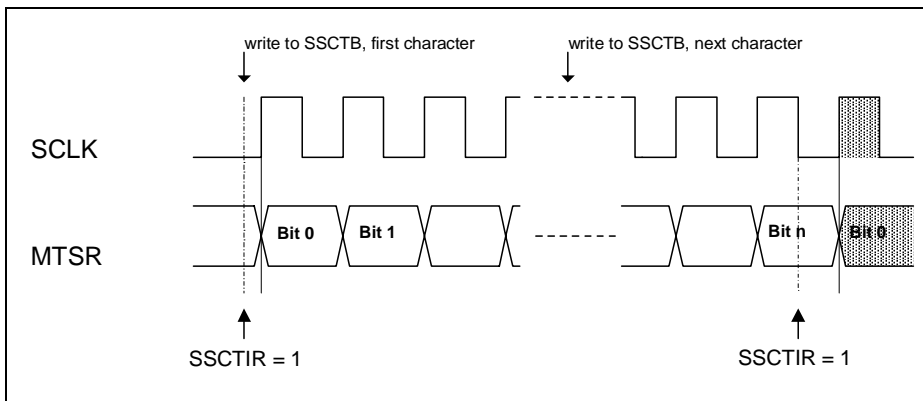 write to SSCTB, first character
write to SSCTB, next character
SCLK
MTSR
Bit 0
Bit 1
Bit n
Bit 0
SSCTIR = 1
SSCTIR = 1